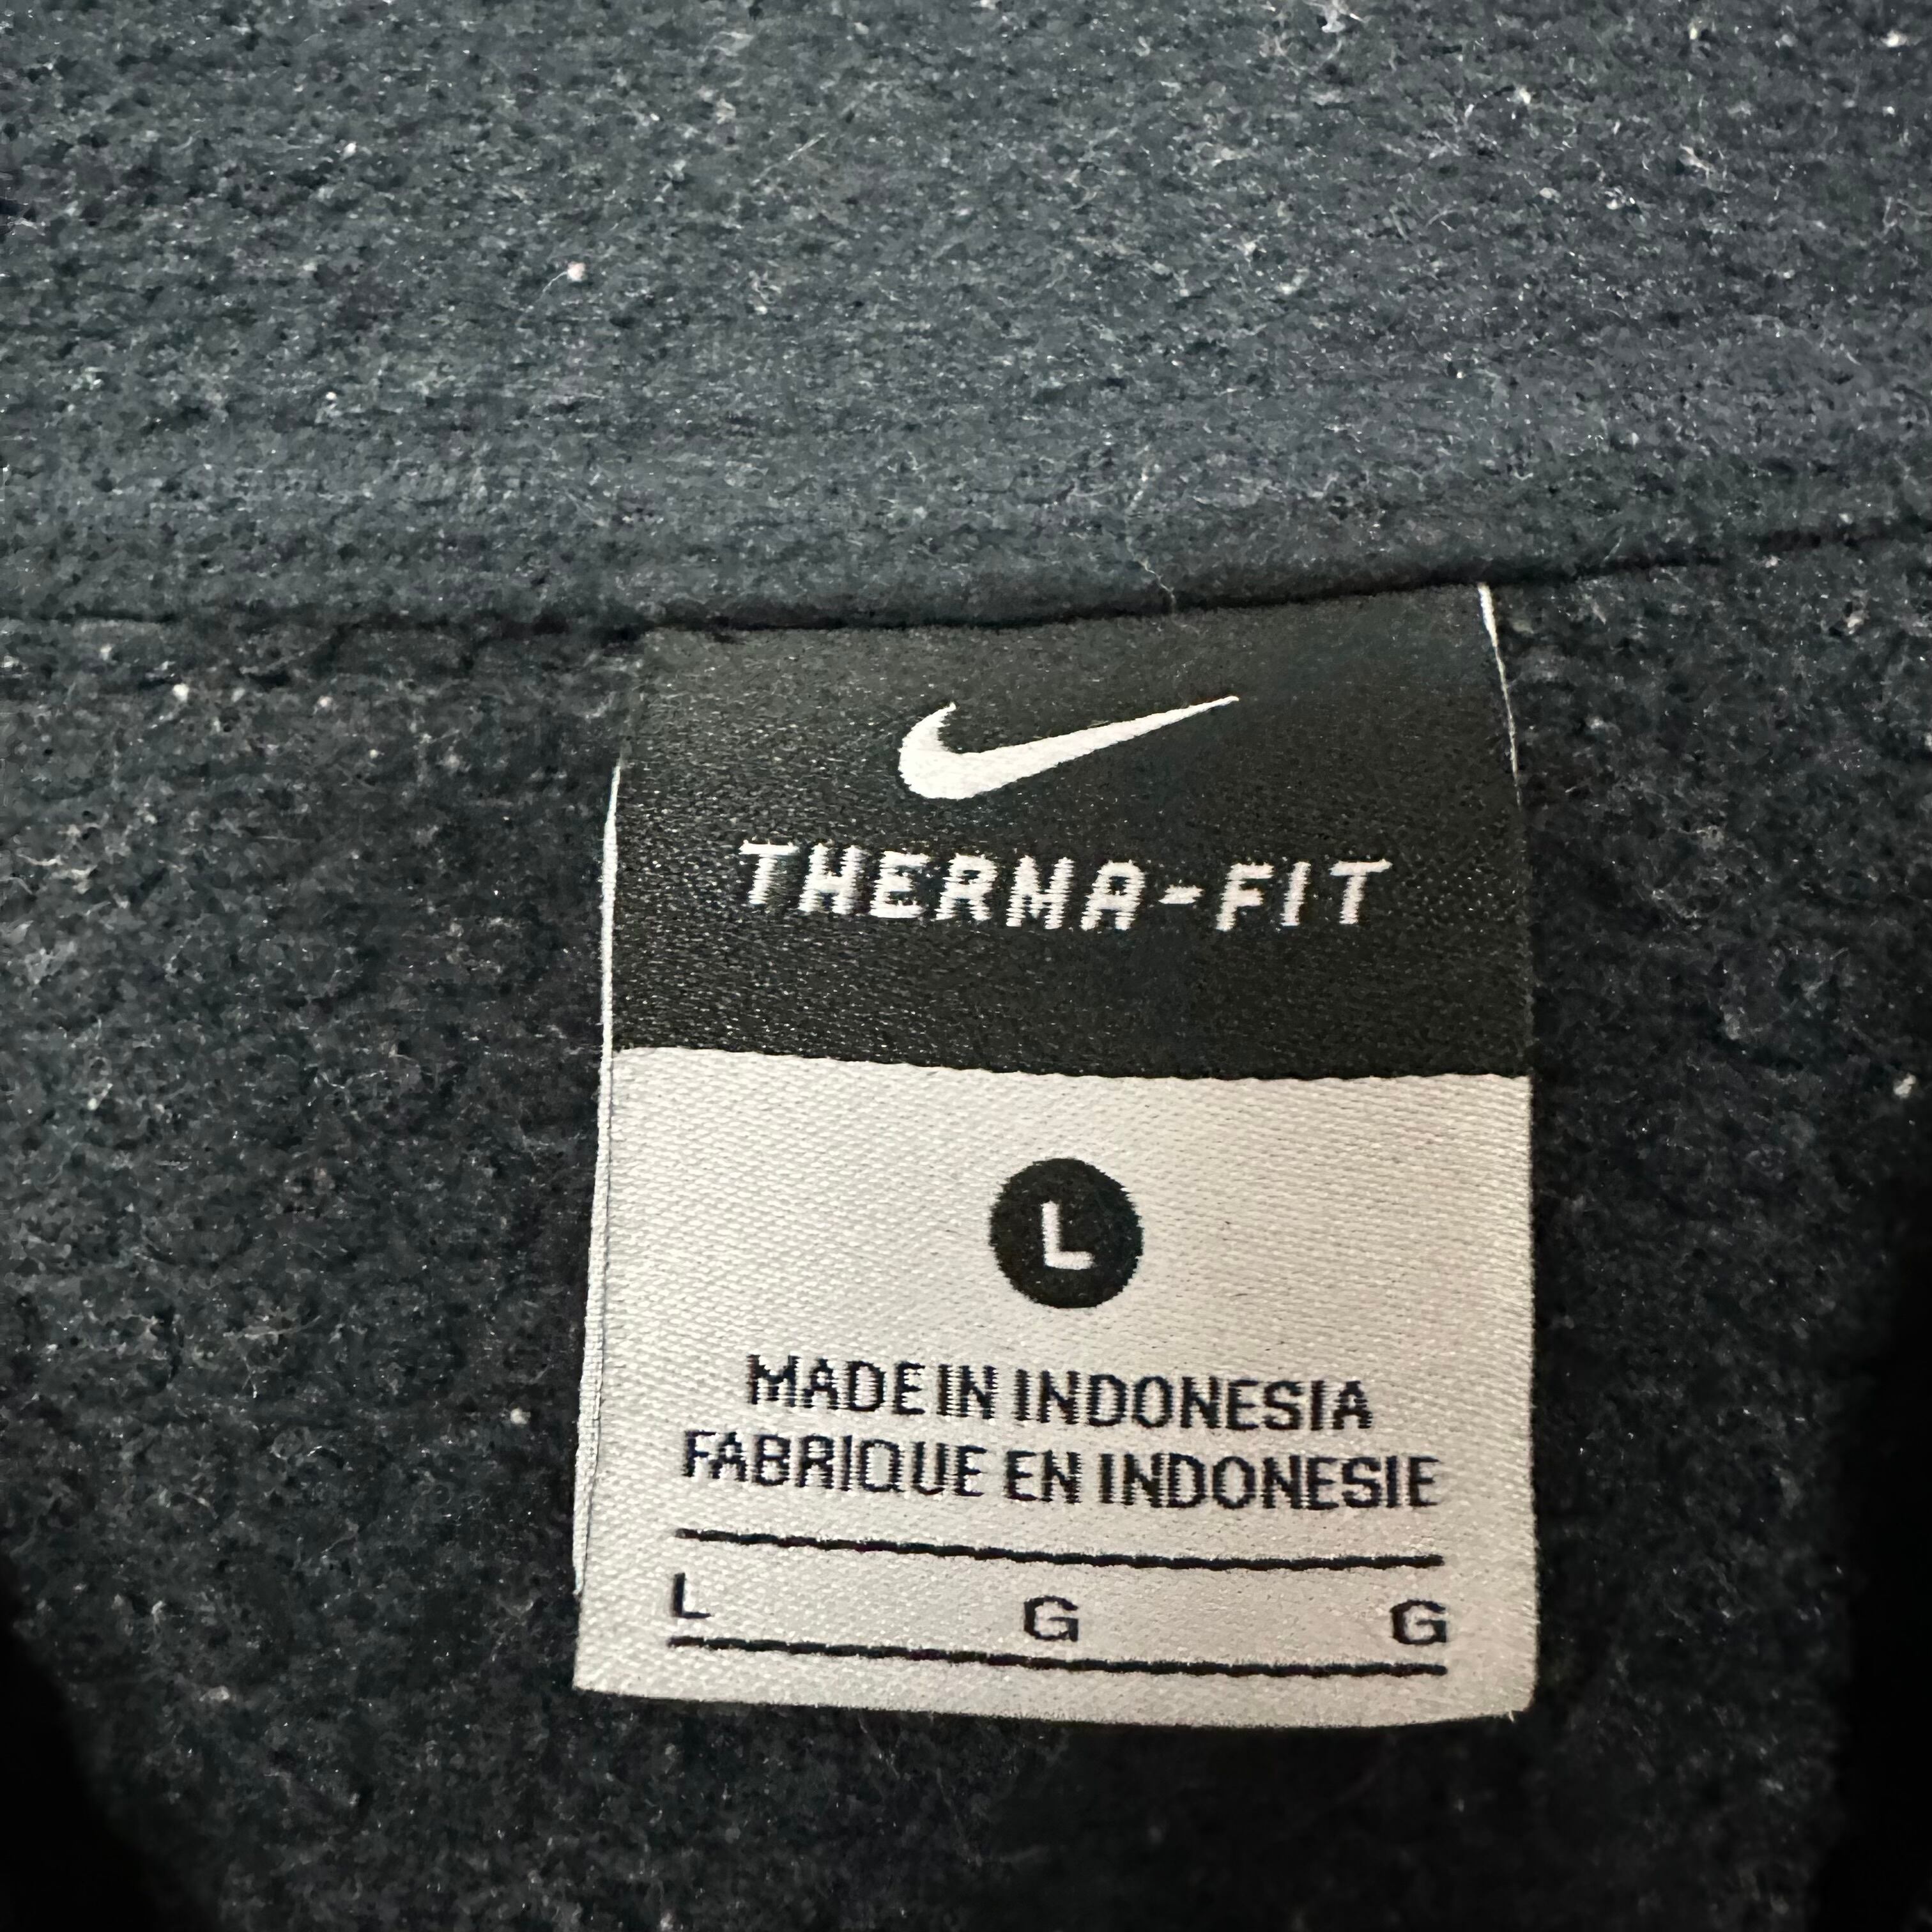 THERMA-FIT
L
MADE IN INDONESIA
FABRIQUE EN INDONESIE
L G G